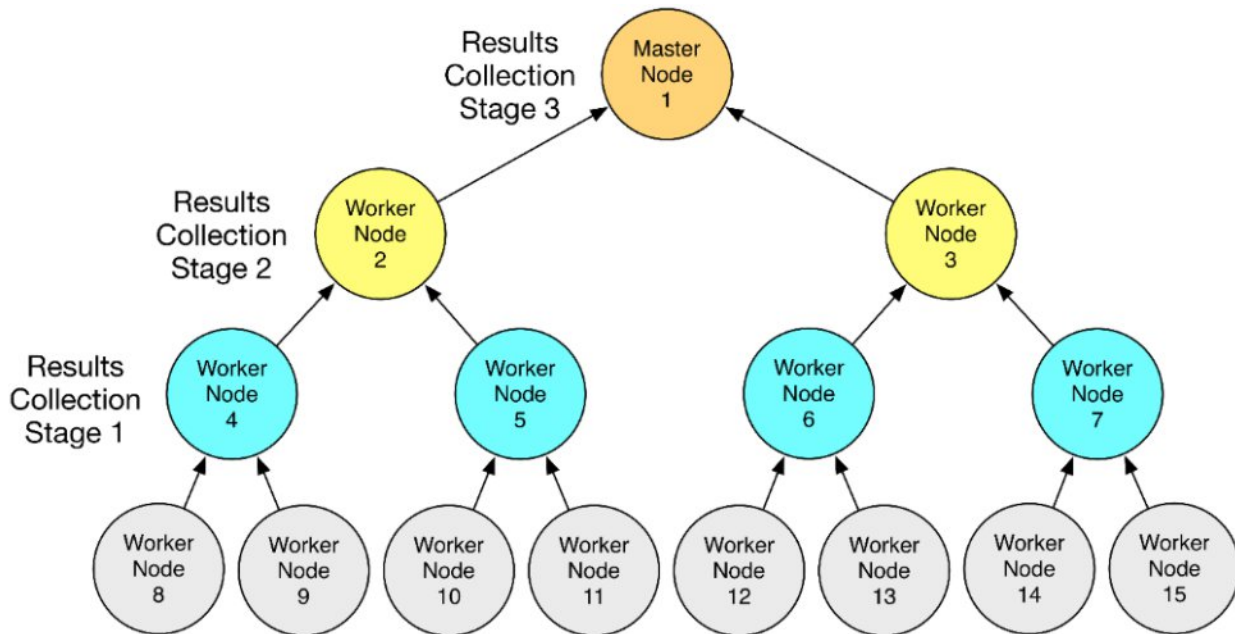 Results
Collection
Stage 3
Master
Node
1
Results
Collection
Stage 2
Worker
Node
2
Worker
Node
3
Results
Collection
Stage 1
Worker
Node
4
Worker
Node
5
Worker
Node
6
Worker
Node
7
Worker
Node
8
Worker
Node
9
Worker
Node
10
Worker
Node
11
Worker
Node
12
Worker
Node
13
Worker
Node
14
Worker
Node
15